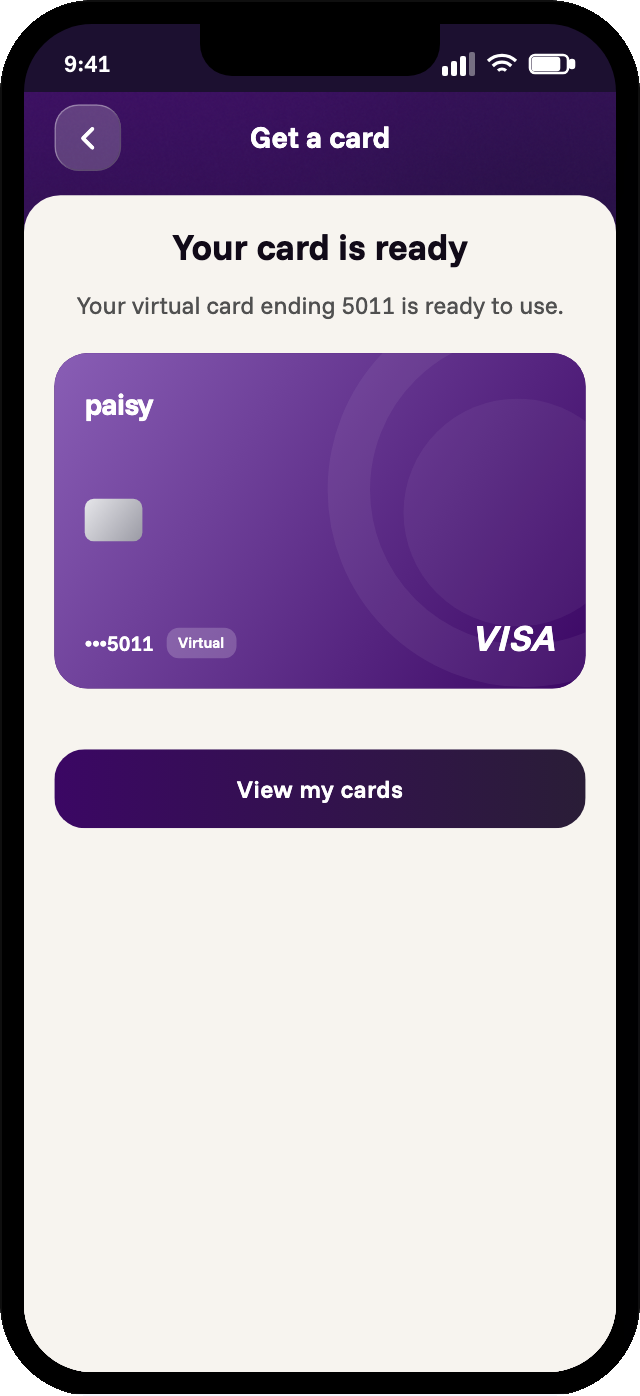 9:41
Get a card
Your card is ready
Your virtual card ending 5011 is ready to use.
paisy
•••5011 Virtual
VISA
View my cards